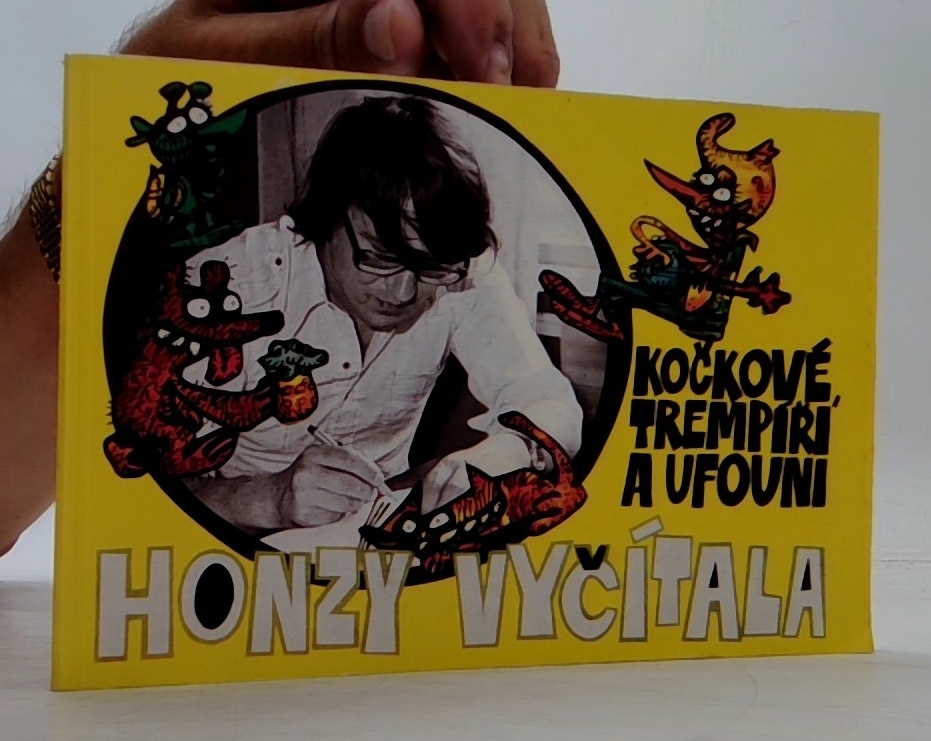 KOČKOVÉ,
TREMPÍŘI
A UFOUNI
HONZY VYČÍTALA